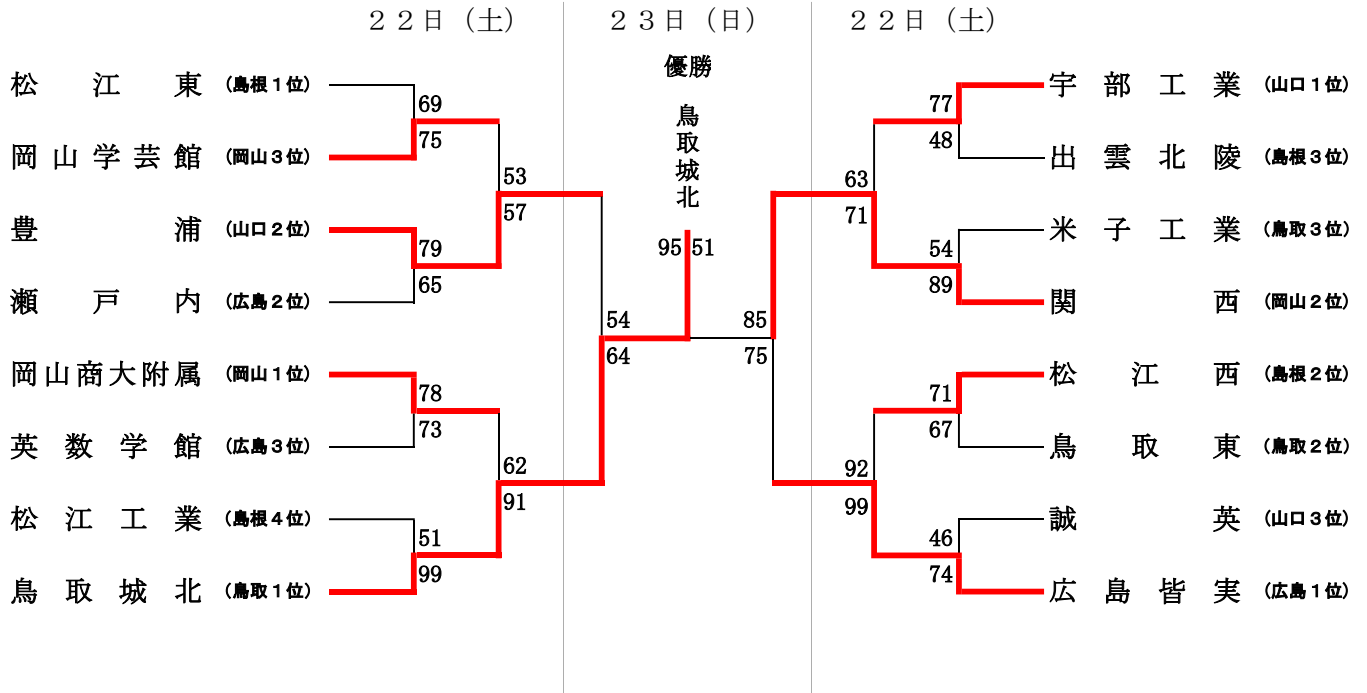 ２２日（土）
２３日（日）
２２日（土）
優勝
鳥取城北
95 51
松江東 （島根１位）
69
75
岡山学芸館 （岡山３位）
53
57
豊浦 （山口２位）
79
65
瀬戸内 （広島２位）
54
64
岡山商大附属 （岡山１位）
78
73
英数学館 （広島３位）
62
91
松江工業 （島根４位）
51
99
鳥取城北 （鳥取１位）
宇部工業 （山口１位）
77
48
出雲北陵 （島根３位）
63
71
米子工業 （鳥取３位）
54
89
関西 （岡山２位）
85
75
松江西 （島根２位）
71
67
鳥取東 （鳥取２位）
92
99
誠英 （山口３位）
46
74
広島皆実 （広島１位）